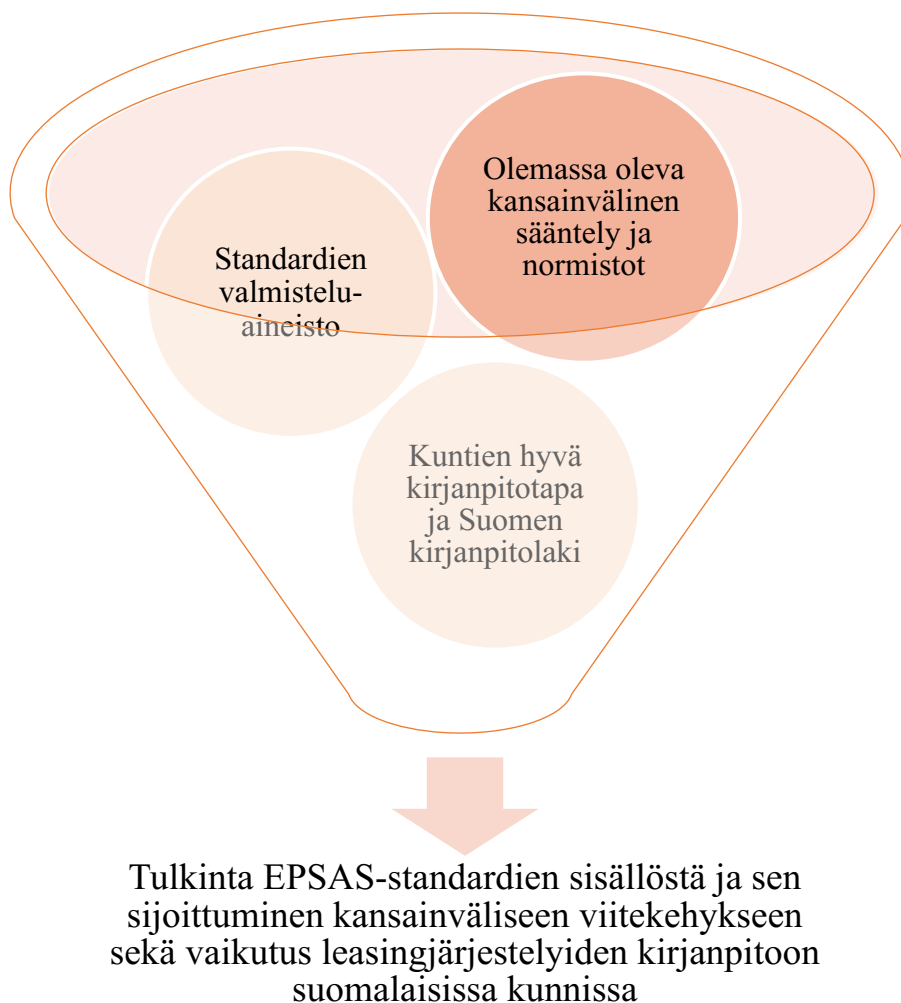 Olemassa oleva
kansainvälinen
sääntely ja
normistot
Standardien
valmistelu-
aineisto
Kuntien hyvä
kirjanpitotapa
ja Suomen
kirjanpitolaki
Tulkinta EPSAS-standardien sisällöstä ja sen
sijoittuminen kansainväliseen viitekehykseen
sekä vaikutus leasingjärjestelyiden kirjanpitoon
suomalaisissa kunnissa